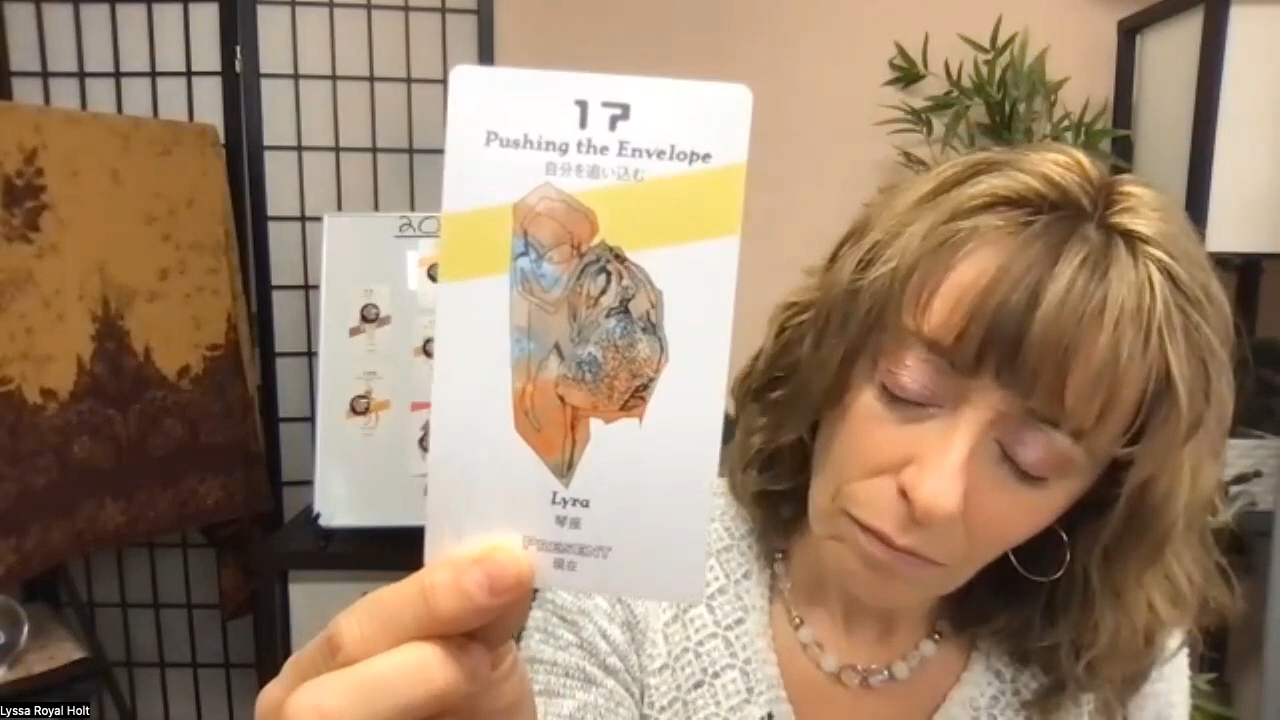 17
Pushing the Envelope
自分を追い込む
20
Lyra
琴座
PRESENT
現在
Lyssa Royal Holt